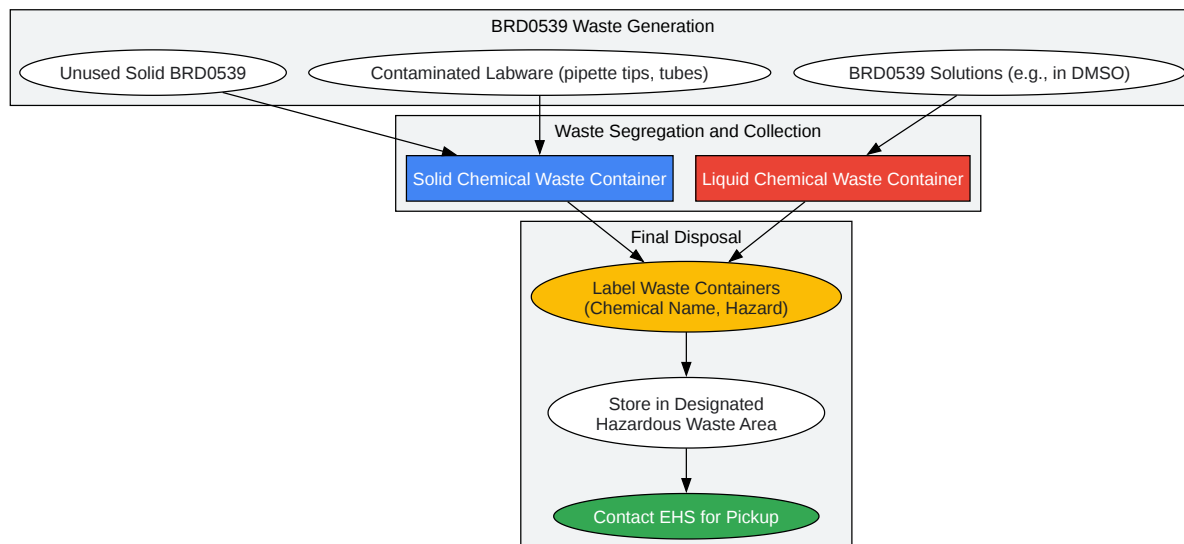 BRD0539 Waste Generation
Unused Solid BRD0539
Contaminated Labware (pipette tips, tubes)
BRD0539 Solutions (e.g., in DMSO)
Waste Segregation and Collection
Solid Chemical Waste Container
Liquid Chemical Waste Container
Final Disposal
Label Waste Containers
(Chemical Name, Hazard)
Store in Designated
Hazardous Waste Area
Contact EHS for Pickup